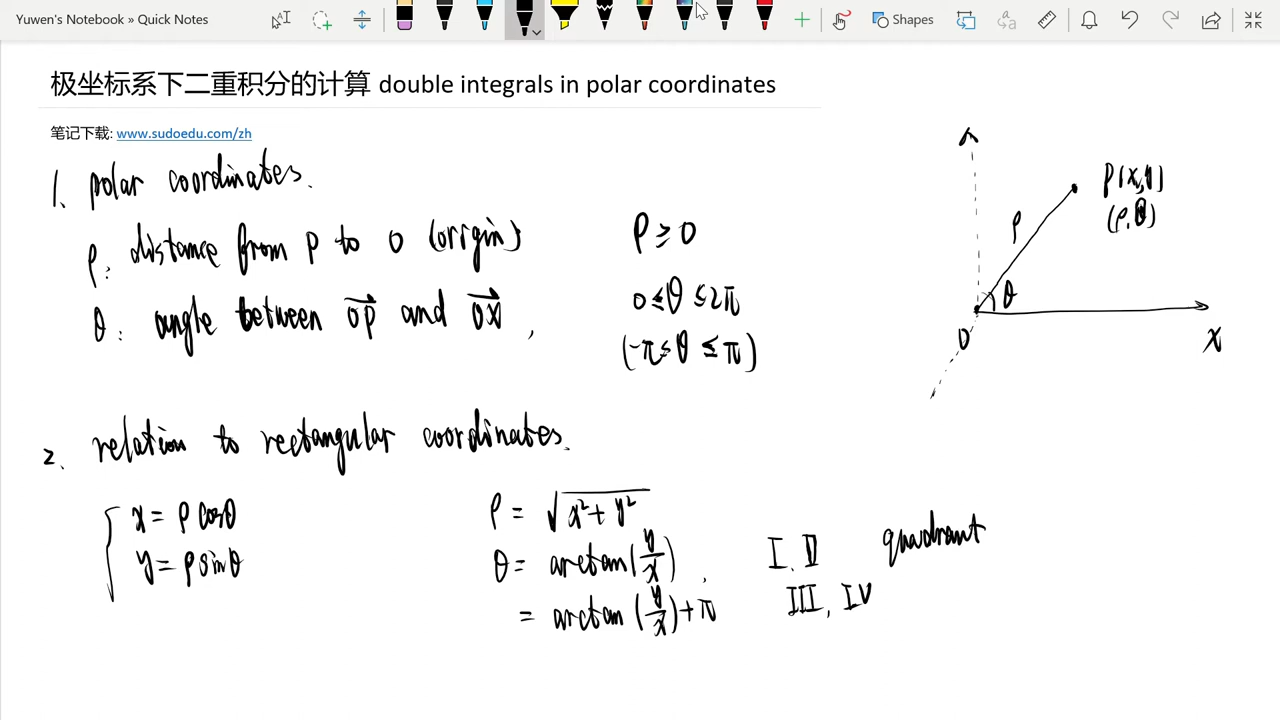 Yuwen's Notebook » Quick Notes
Shapes
极坐标系下二重积分的计算 double integrals in polar coordinates
笔记下载: www.sudoedu.com/zh
1. polar coordinates.
ρ: distance from P to O (origin)
ρ ≥ 0
θ: angle between \overrightarrow{OP} and \overrightarrow{OX},
0 ≤ θ ≤ 2π
(-π ≤ θ ≤ π)
P(x,y)
(ρ,θ)
ρ
θ
O
X
2. relation to rectangular coordinates.
{ x = ρ cosθ
y = ρ sinθ
ρ = √(x²+y²)
θ = arctan(y/x), I, II quadrant
= arctan(y/x)+π III, IV